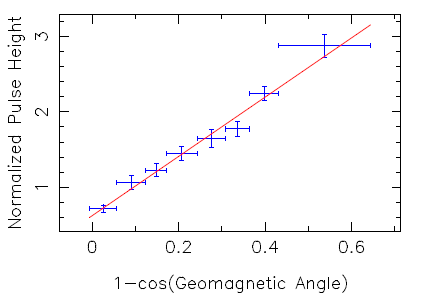 Normalized Pulse Height
3
2
1
0 0.2 0.4 0.6
1-cos(Geomagnetic Angle)